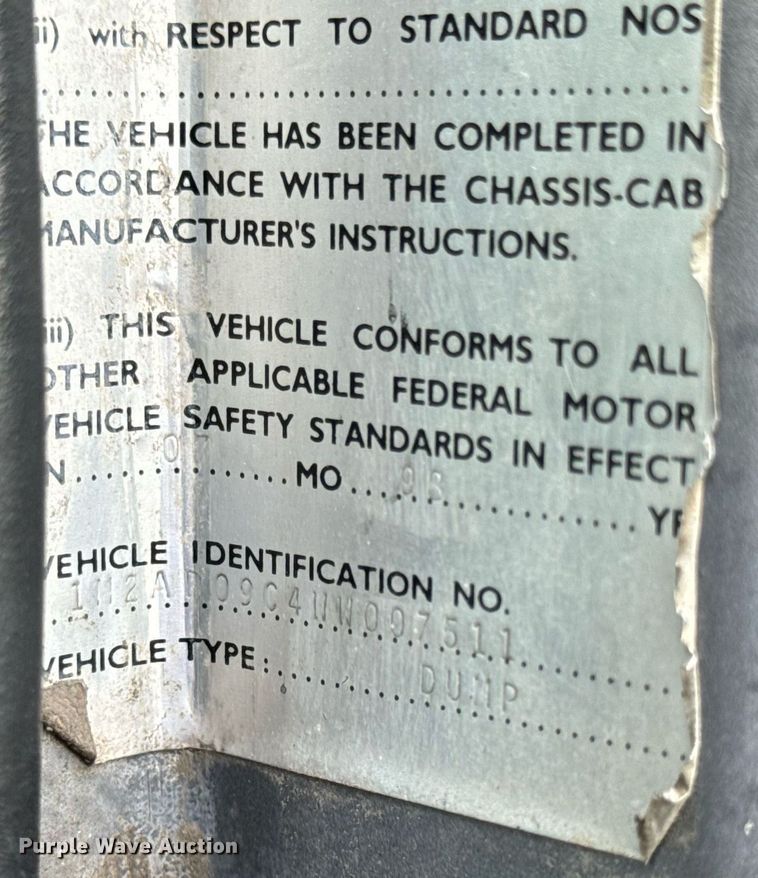 ii) with RESPECT TO STANDARD NOS
HE VEHICLE HAS BEEN COMPLETED IN
ACCORDANCE WITH THE CHASSIS-CAB
MANUFACTURER'S INSTRUCTIONS.
iii) THIS VEHICLE CONFORMS TO ALL
OTHER APPLICABLE FEDERAL MOTOR
VEHICLE SAFETY STANDARDS IN EFFECT
N............MO 98...............YR
VEHICLE IDENTIFICATION NO.
VEHICLE TYPE: DUMP
Purple Wave Auction